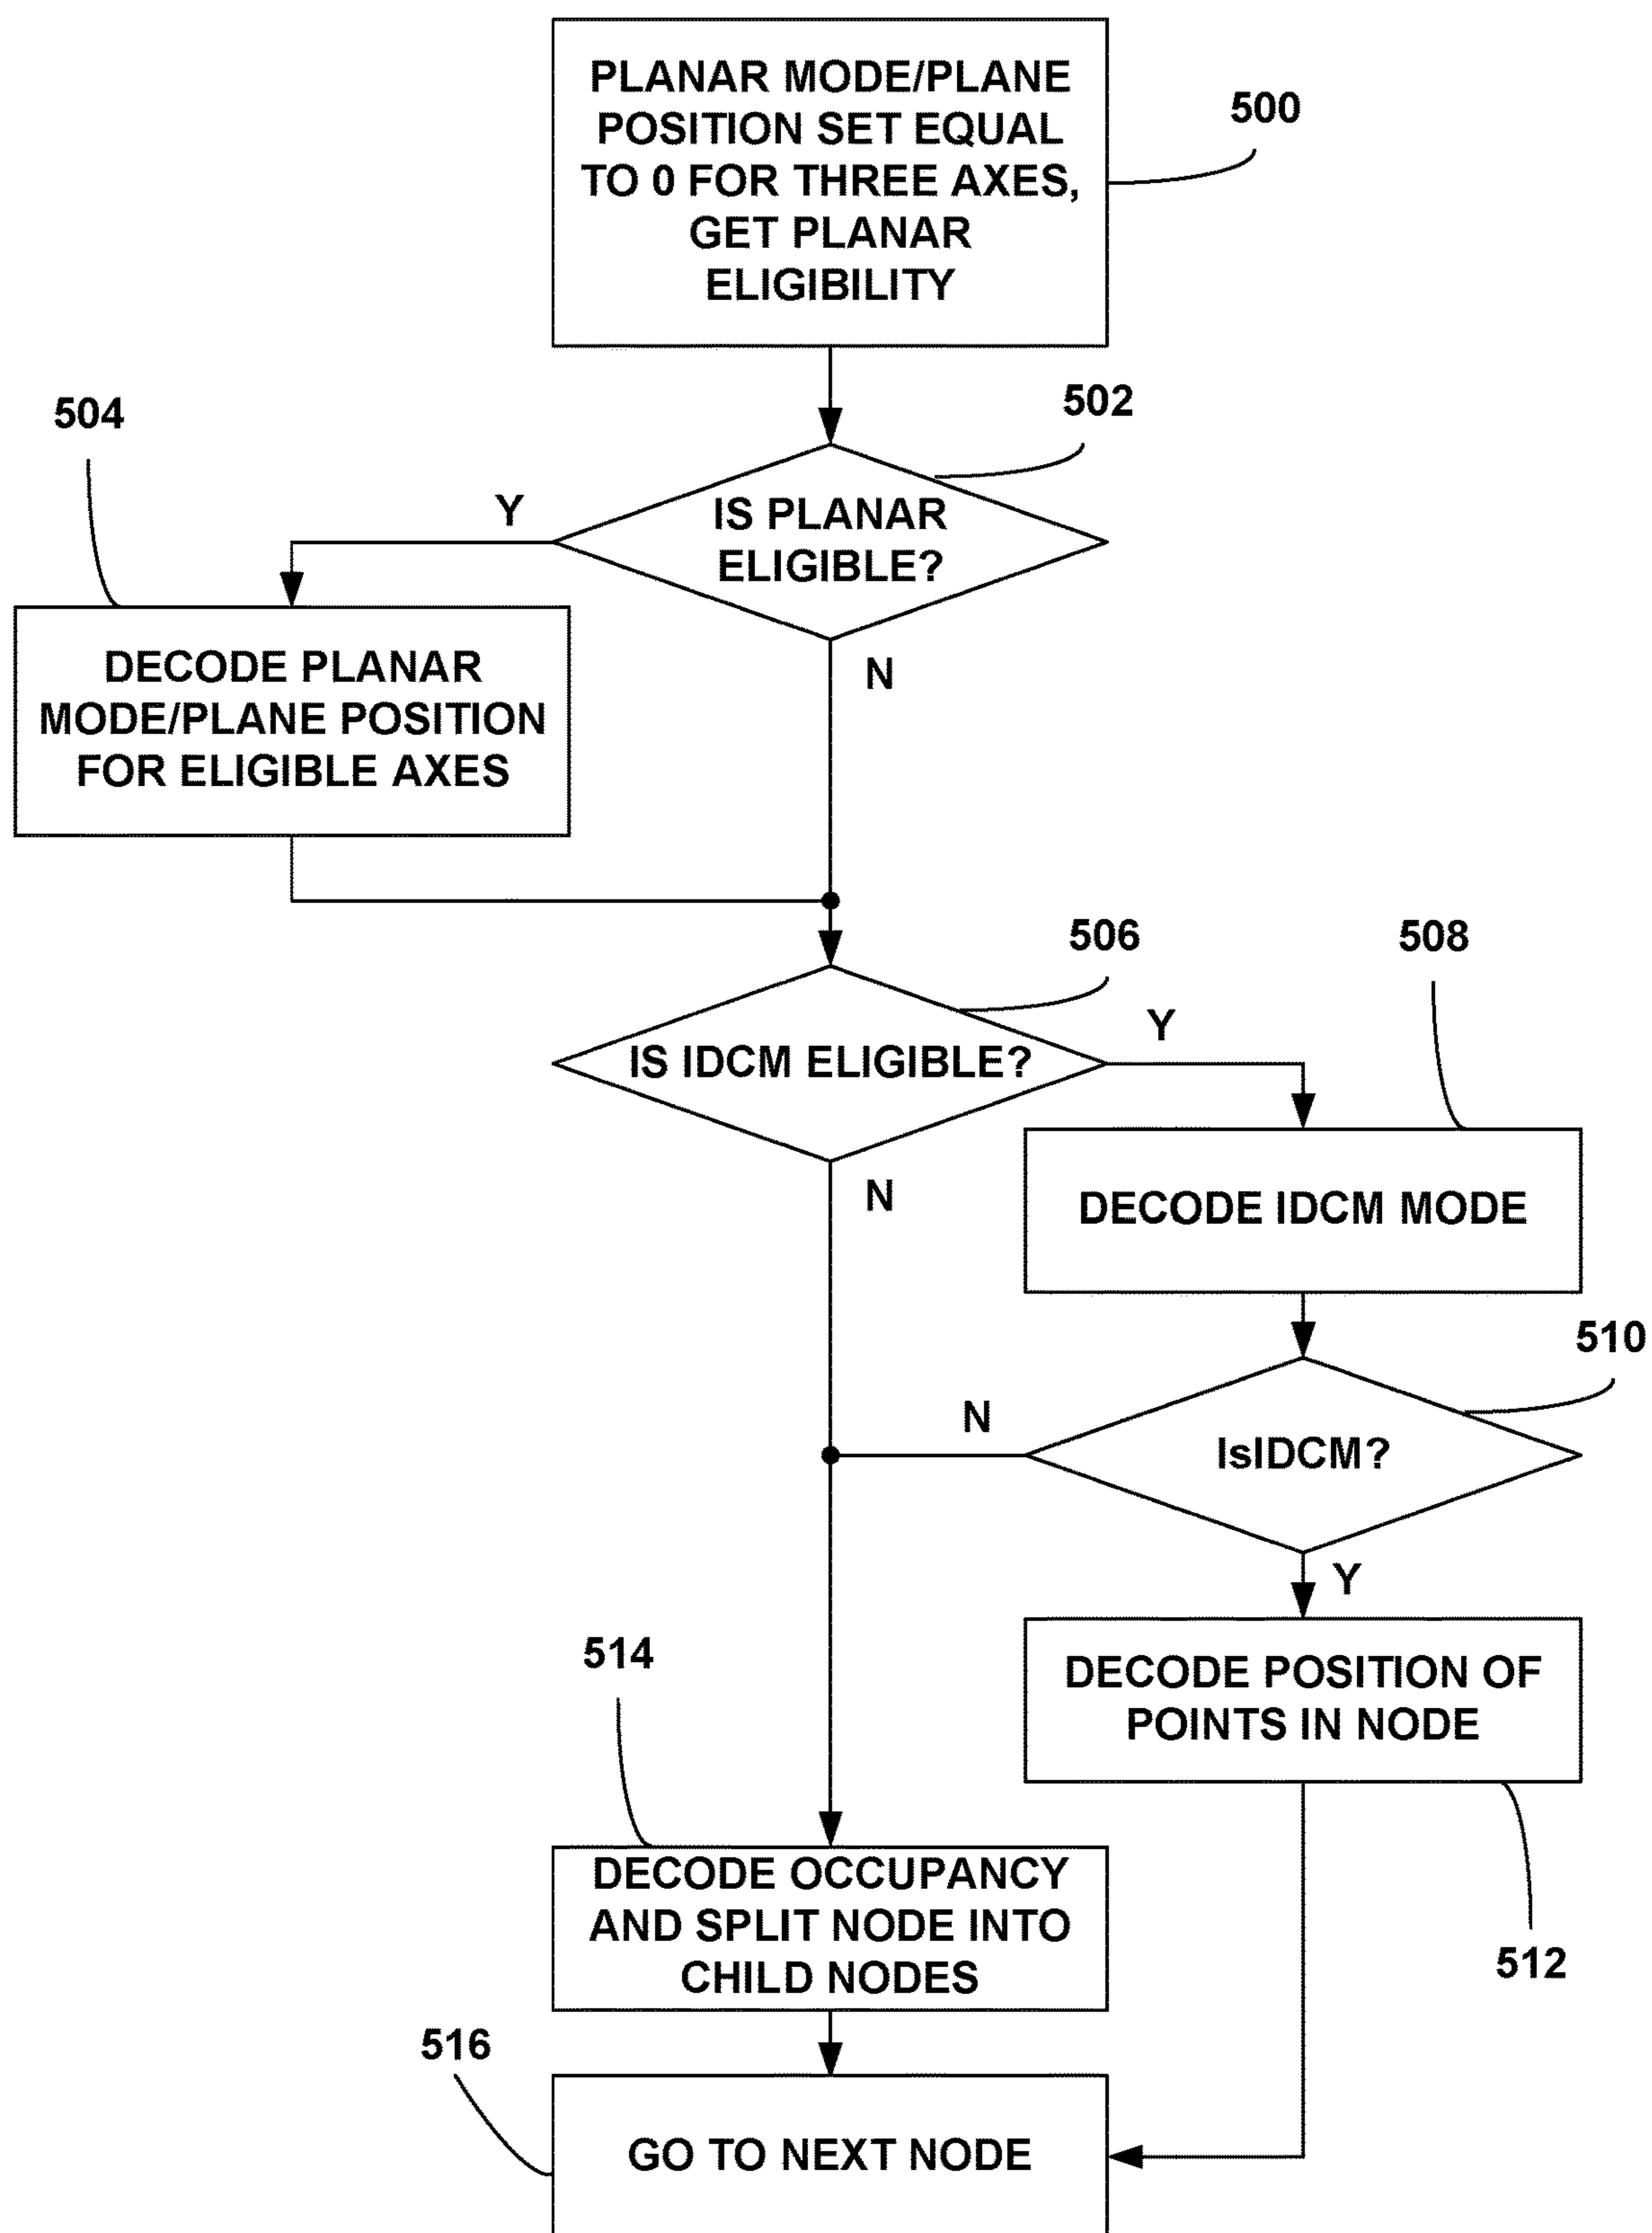 PLANAR MODE/PLANE
POSITION SET EQUAL
TO 0 FOR THREE AXES,
GET PLANAR
ELIGIBILITY
500
502
504
IS PLANAR
ELIGIBLE?
Y
N
DECODE PLANAR
MODE/PLANE POSITION
FOR ELIGIBLE AXES
506
508
IS IDCM ELIGIBLE?
Y
N
DECODE IDCM MODE
510
IsIDCM?
N
Y
DECODE POSITION OF
POINTS IN NODE
512
514
DECODE OCCUPANCY
AND SPLIT NODE INTO
CHILD NODES
516
GO TO NEXT NODE